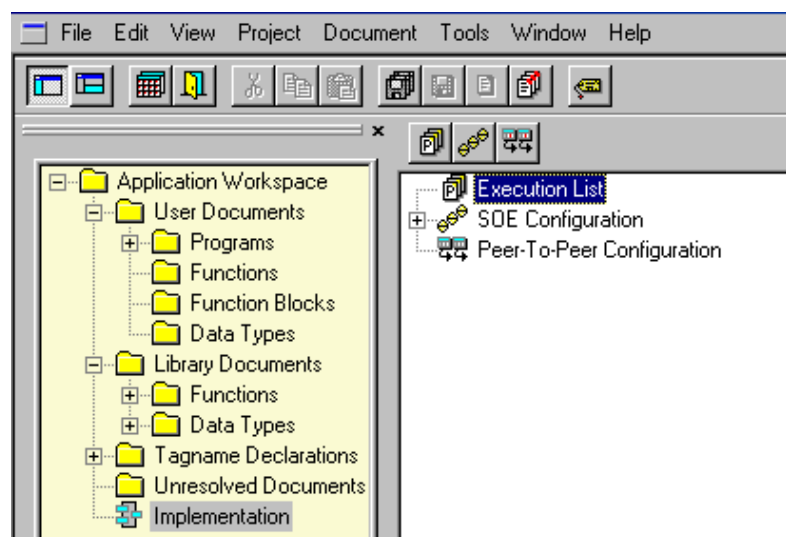 File Edit View Project Document Tools Window Help
Application Workspace
User Documents
Programs
Functions
Function Blocks
Data Types
Library Documents
Functions
Data Types
Tagname Declarations
Unresolved Documents
Implementation
Execution List
SOE Configuration
Peer-To-Peer Configuration